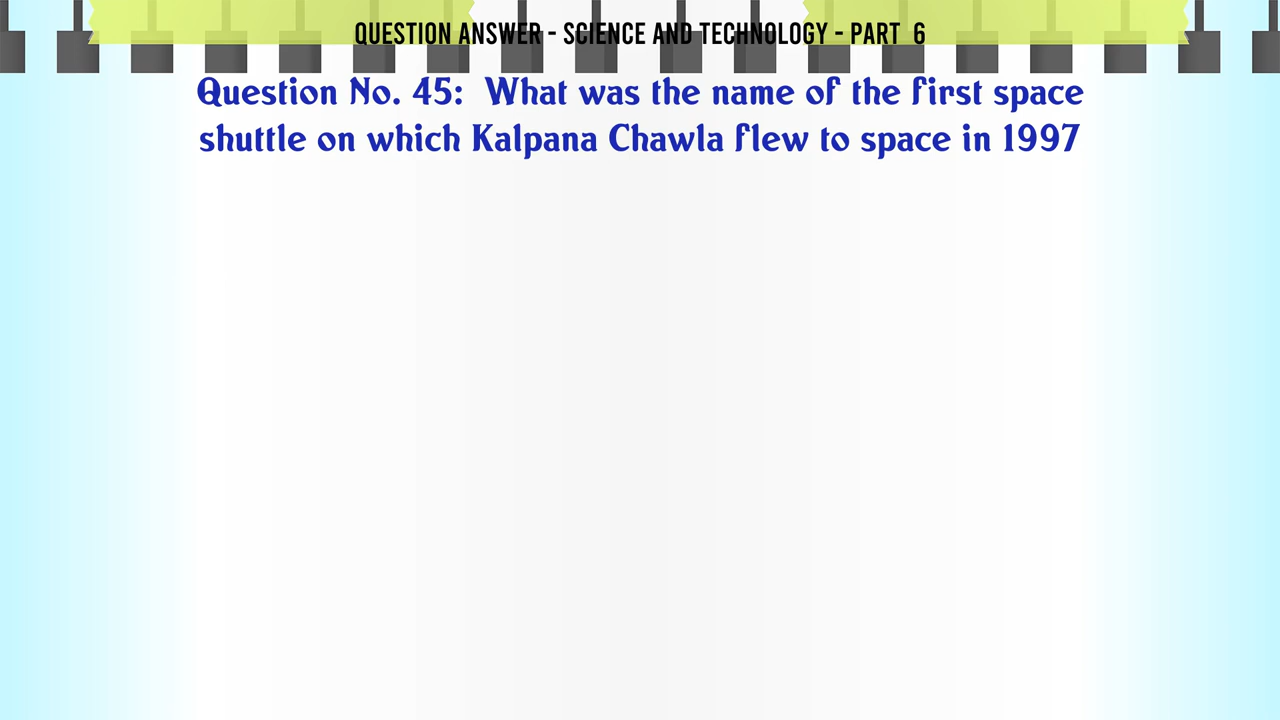 QUESTION ANSWER - SCIENCE AND TECHNOLOGY - PART 6
Question No. 45: What was the name of the first space
shuttle on which Kalpana Chawla flew to space in 1997